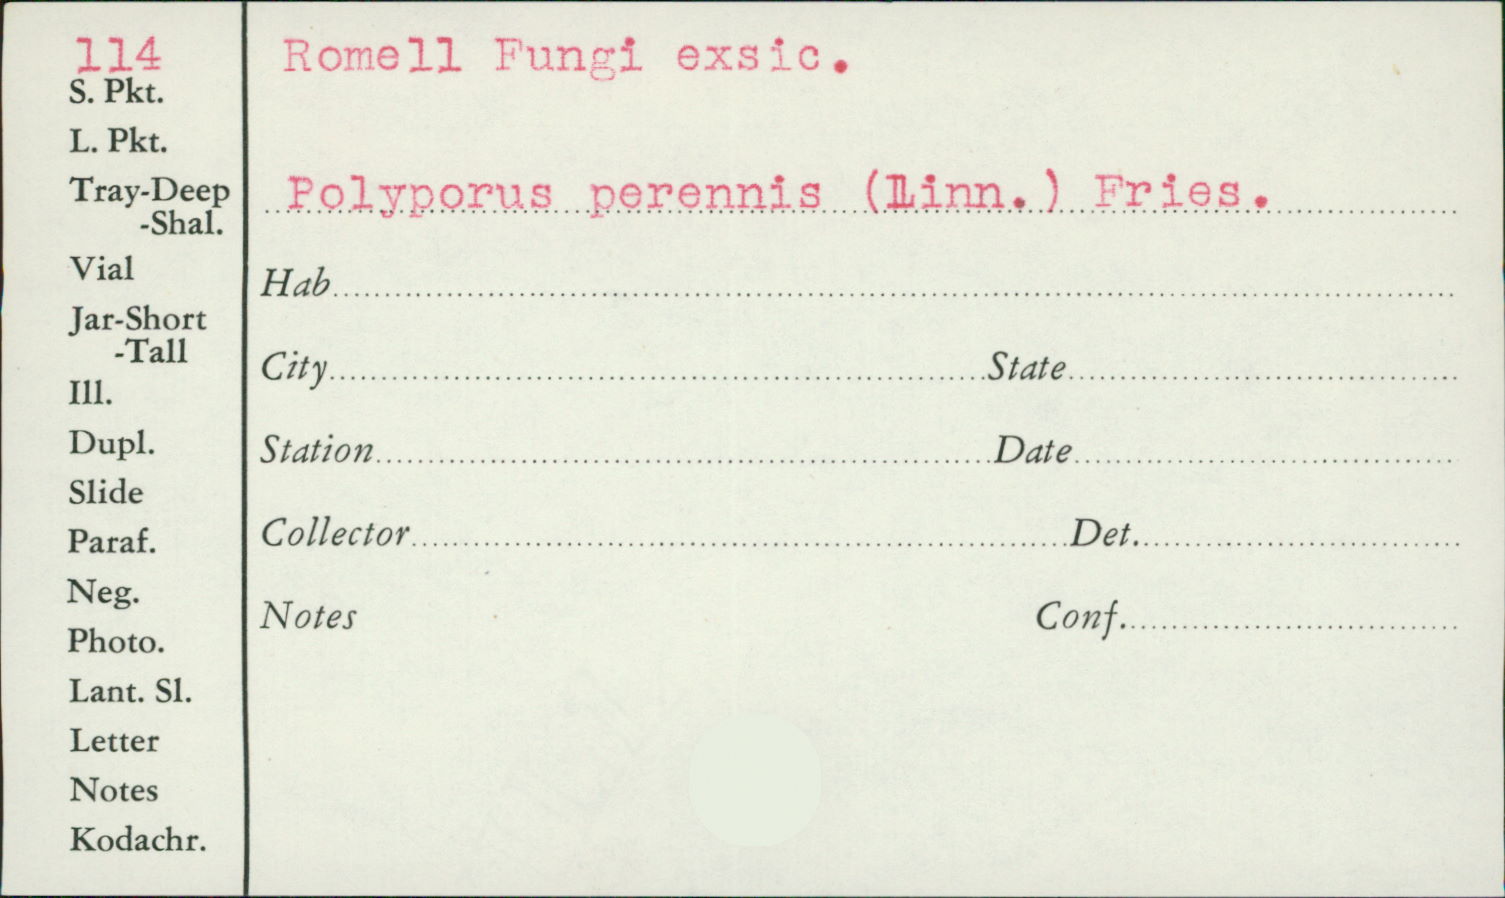 114
S. Pkt.
L. Pkt.
Tray-Deep
-Shal.
Vial
Jar-Short
-Tall
Ill.
Dupl.
Slide
Paraf.
Neg.
Photo.
Lant. Sl.
Letter
Notes
Kodachr.
Romell Fungi exsic.
Polyporus perennis (Linn.) Fries.
Hab
City State
Station Date
Collector Det.
Notes Conf.